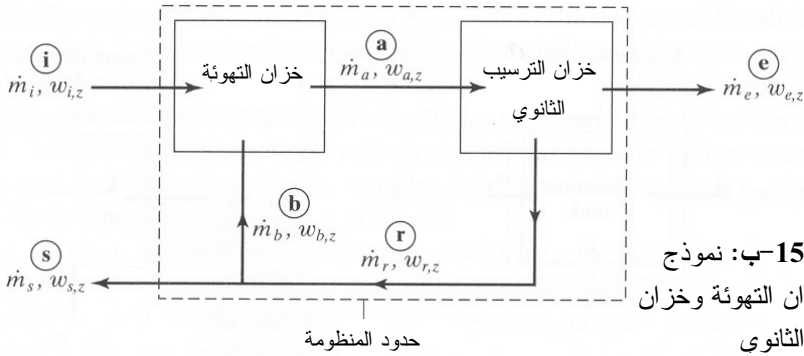 i
ṁi, wi,z
خزان التهوئة
a
ṁa, wa,z
خزان الترسيب
الثانوي
e
ṁe, we,z
b
ṁb, wb,z
r
ṁr, wr,z
s
ṁs, ws,z
15-ب: نموذج
ان التهوئة وخزان
الثانوي
حدود المنظومة